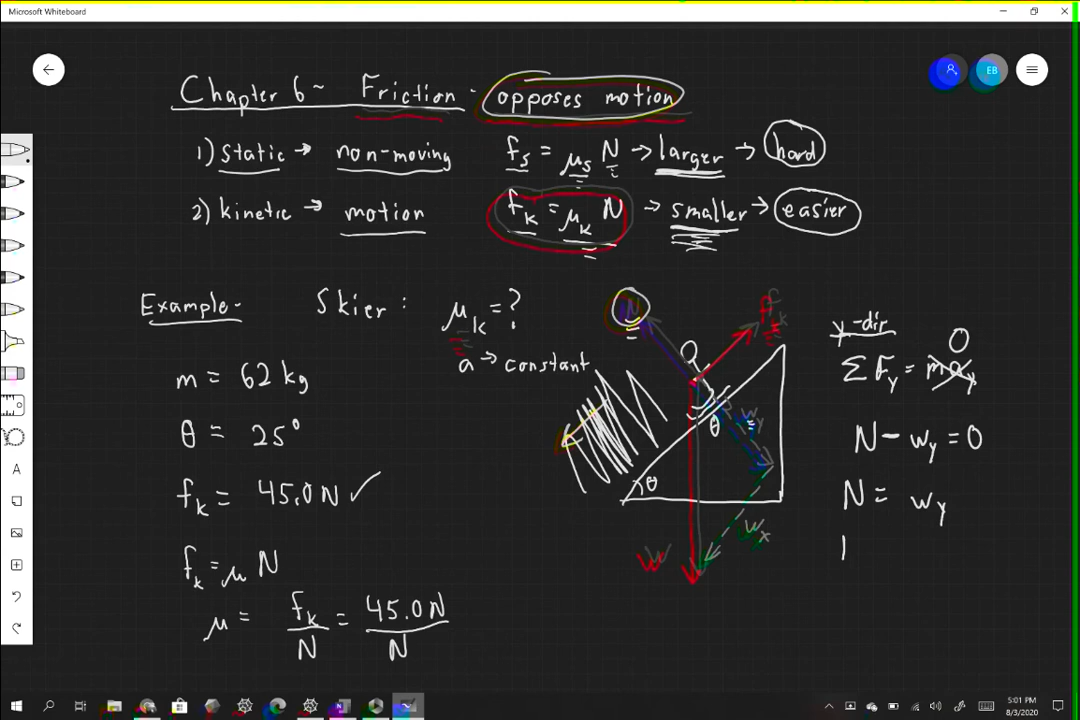 Microsoft Whiteboard
EB
Chapter 6 ~ Friction - opposes motion
1) static → non-moving fs = μs N → larger → hard
2) kinetic → motion fk = μk N → smaller → easier
Example- Skier : μk = ?
a → constant
m = 62 kg
θ = 25°
fk = 45.0 N ✓
fk = μ N
μ = fk/N = 45.0 N/N
N
fk
θ
wy
θ
wx
W
y-dir
ΣFy = may 0
N - wy = 0
N = wy
A
5:01 PM
8/3/2020